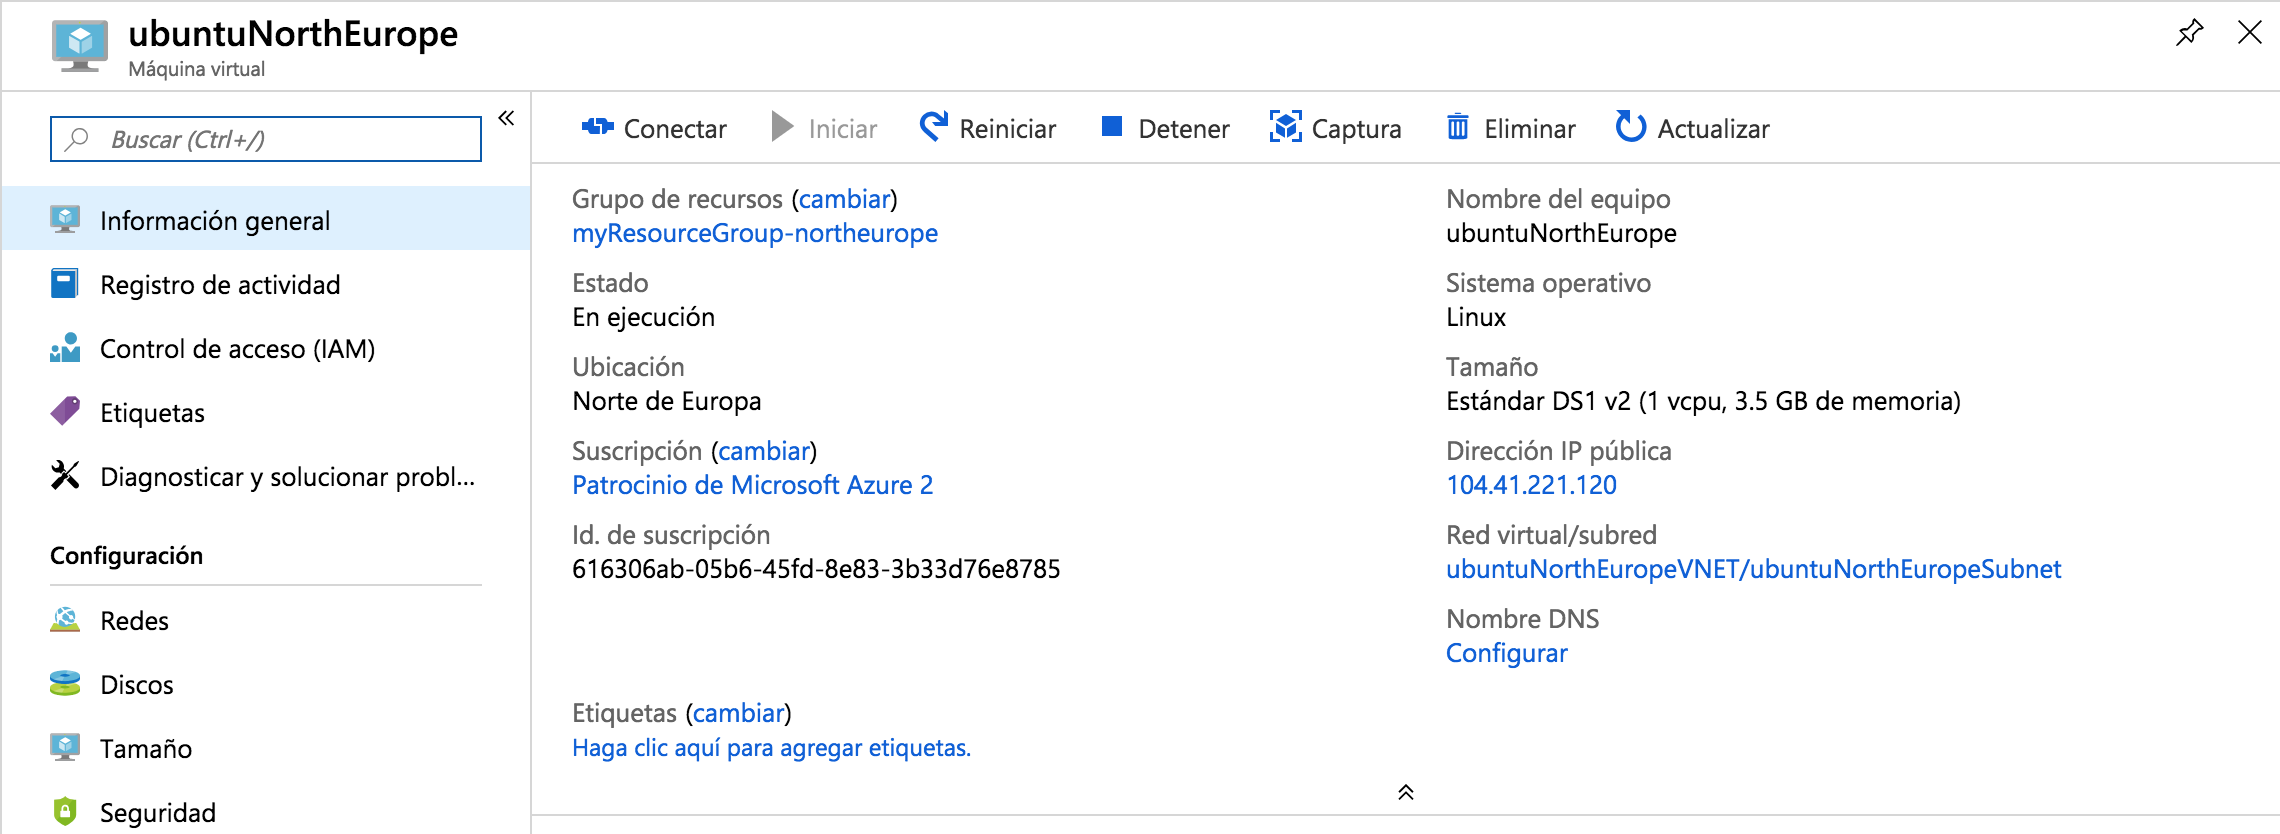 ubuntuNorthEurope
Máquina virtual
Buscar (Ctrl+/)
«
Información general
Registro de actividad
Control de acceso (IAM)
Etiquetas
Diagnosticar y solucionar probl...
Configuración
Redes
Discos
Tamaño
Seguridad
Conectar Iniciar Reiniciar Detener Captura Eliminar Actualizar
Grupo de recursos (cambiar)
myResourceGroup-northeurope
Estado
En ejecución
Ubicación
Norte de Europa
Suscripción (cambiar)
Patrocinio de Microsoft Azure 2
Id. de suscripción
616306ab-05b6-45fd-8e83-3b33d76e8785
Nombre del equipo
ubuntuNorthEurope
Sistema operativo
Linux
Tamaño
Estándar DS1 v2 (1 vcpu, 3.5 GB de memoria)
Dirección IP pública
104.41.221.120
Red virtual/subred
ubuntuNorthEuropeVNET/ubuntuNorthEuropeSubnet
Nombre DNS
Configurar
Etiquetas (cambiar)
Haga clic aquí para agregar etiquetas.